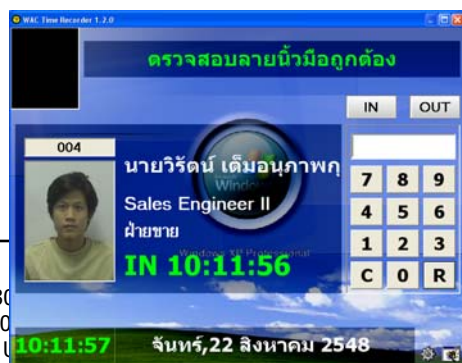 WAC Time Recorder 1.2.0
ตรวจสอบลายนิ้วมือถูกต้อง
IN OUT
004
นายวิรัตน์ เต็มอนุภาพกุ
Sales Engineer II
ฝ่ายขาย
Windows XP Professional
IN 10:11:56
7 8 9
4 5 6
1 2 3
C 0 R
10:11:57
จันทร์,22 สิงหาคม 2548